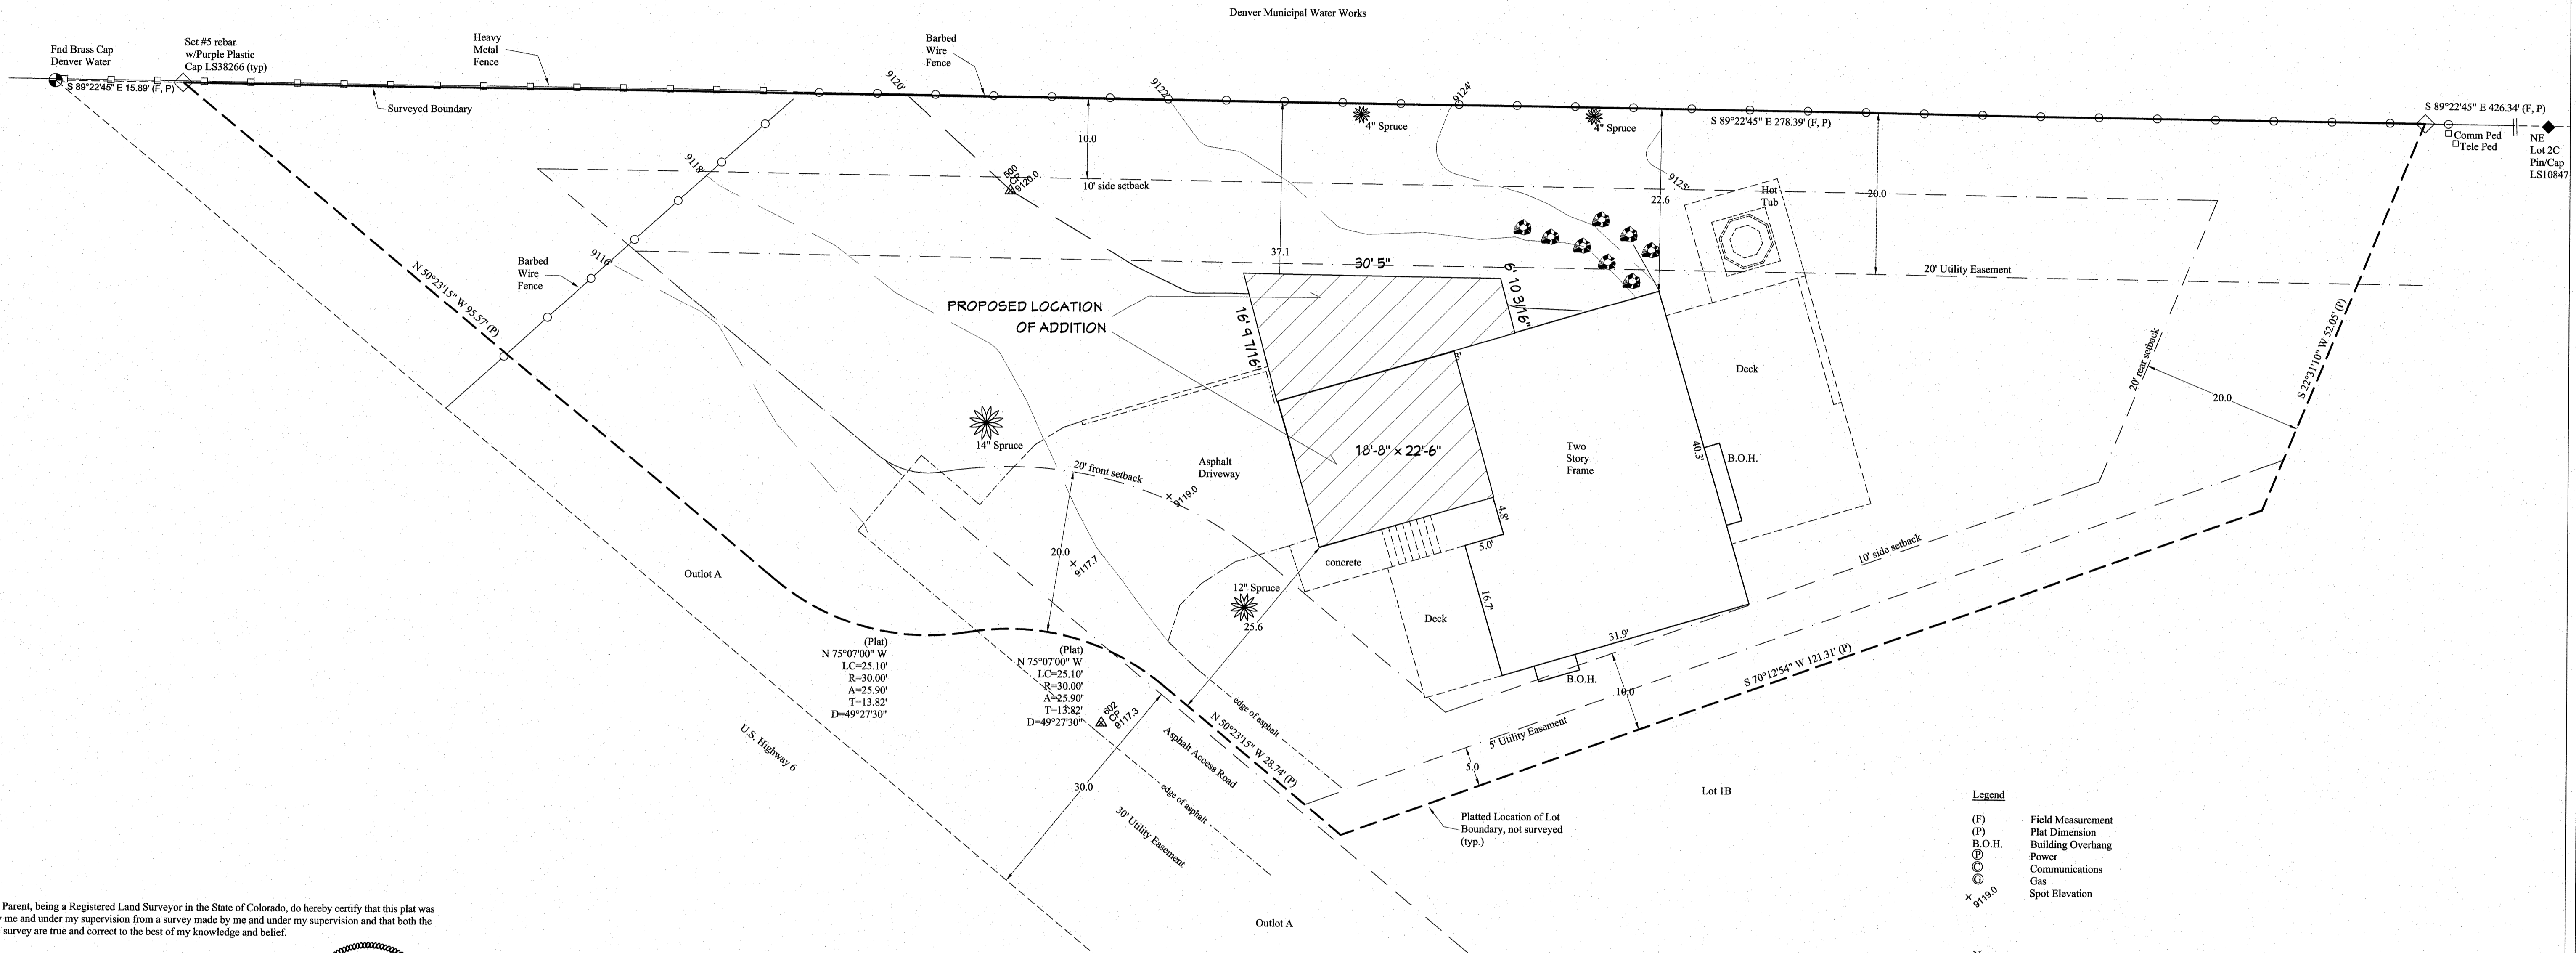 Denver Municipal Water Works
Fnd Brass Cap
Denver Water
Set #5 rebar
w/Purple Plastic
Cap LS38266 (typ)
Heavy
Metal
Fence
Barbed
Wire
Fence
S 89°22'45" E 15.89' (F, P)
Surveyed Boundary
9120'
9122'
9124'
4" Spruce
4" Spruce
S 89°22'45" E 278.39' (F, P)
S 89°22'45" E 426.34' (F, P)
Comm Ped
Tele Ped
NE
Lot 2C
Pin/Cap
LS10847
10.0
10' side setback
500
CP
9120.0
9118'
9116'
9125'
22.6
Hot
Tub
20.0
20' Utility Easement
37.1
30'-5"
6' 10 3/16"
16' 9 7/16"
PROPOSED LOCATION
OF ADDITION
Barbed
Wire
Fence
N 50°23'15" W 95.57' (P)
Deck
20' rear setback
20.0
S 22°31'10" W 52.05' (P)
14" Spruce
20' front setback
Asphalt
Driveway
9119.0
18'-8" x 22'-6"
Two
Story
Frame
40.3'
B.O.H.
4.8'
5.0'
concrete
20.0
9117.7
Outlot A
12" Spruce
25.6
Deck
16.7'
31.9'
B.O.H.
10.0
10' side setback
S 70°12'54" W 121.31' (P)
5' Utility Easement
5.0
(Plat)
N 75°07'00" W
LC=25.10'
R=30.00'
A=25.90'
T=13.82'
D=49°27'30"
(Plat)
N 75°07'00" W
LC=25.10'
R=30.00'
A=25.90'
T=13.82'
D=49°27'30"
602
CP
9117.3
edge of asphalt
N 50°23'15" W 28.74' (P)
Asphalt Access Road
edge of asphalt
30' Utility Easement
30.0
U.S. Highway 6
Platted Location of Lot
Boundary, not surveyed
(typ.)
Lot 1B
Outlot A
Legend
(F) Field Measurement
(P) Plat Dimension
B.O.H. Building Overhang
Ⓟ Power
Ⓒ Communications
Ⓖ Gas
9119.0 Spot Elevation
Parent, being a Registered Land Surveyor in the State of Colorado, do hereby certify that this plat was
me and under my supervision from a survey made by me and under my supervision and that both the
survey are true and correct to the best of my knowledge and belief.